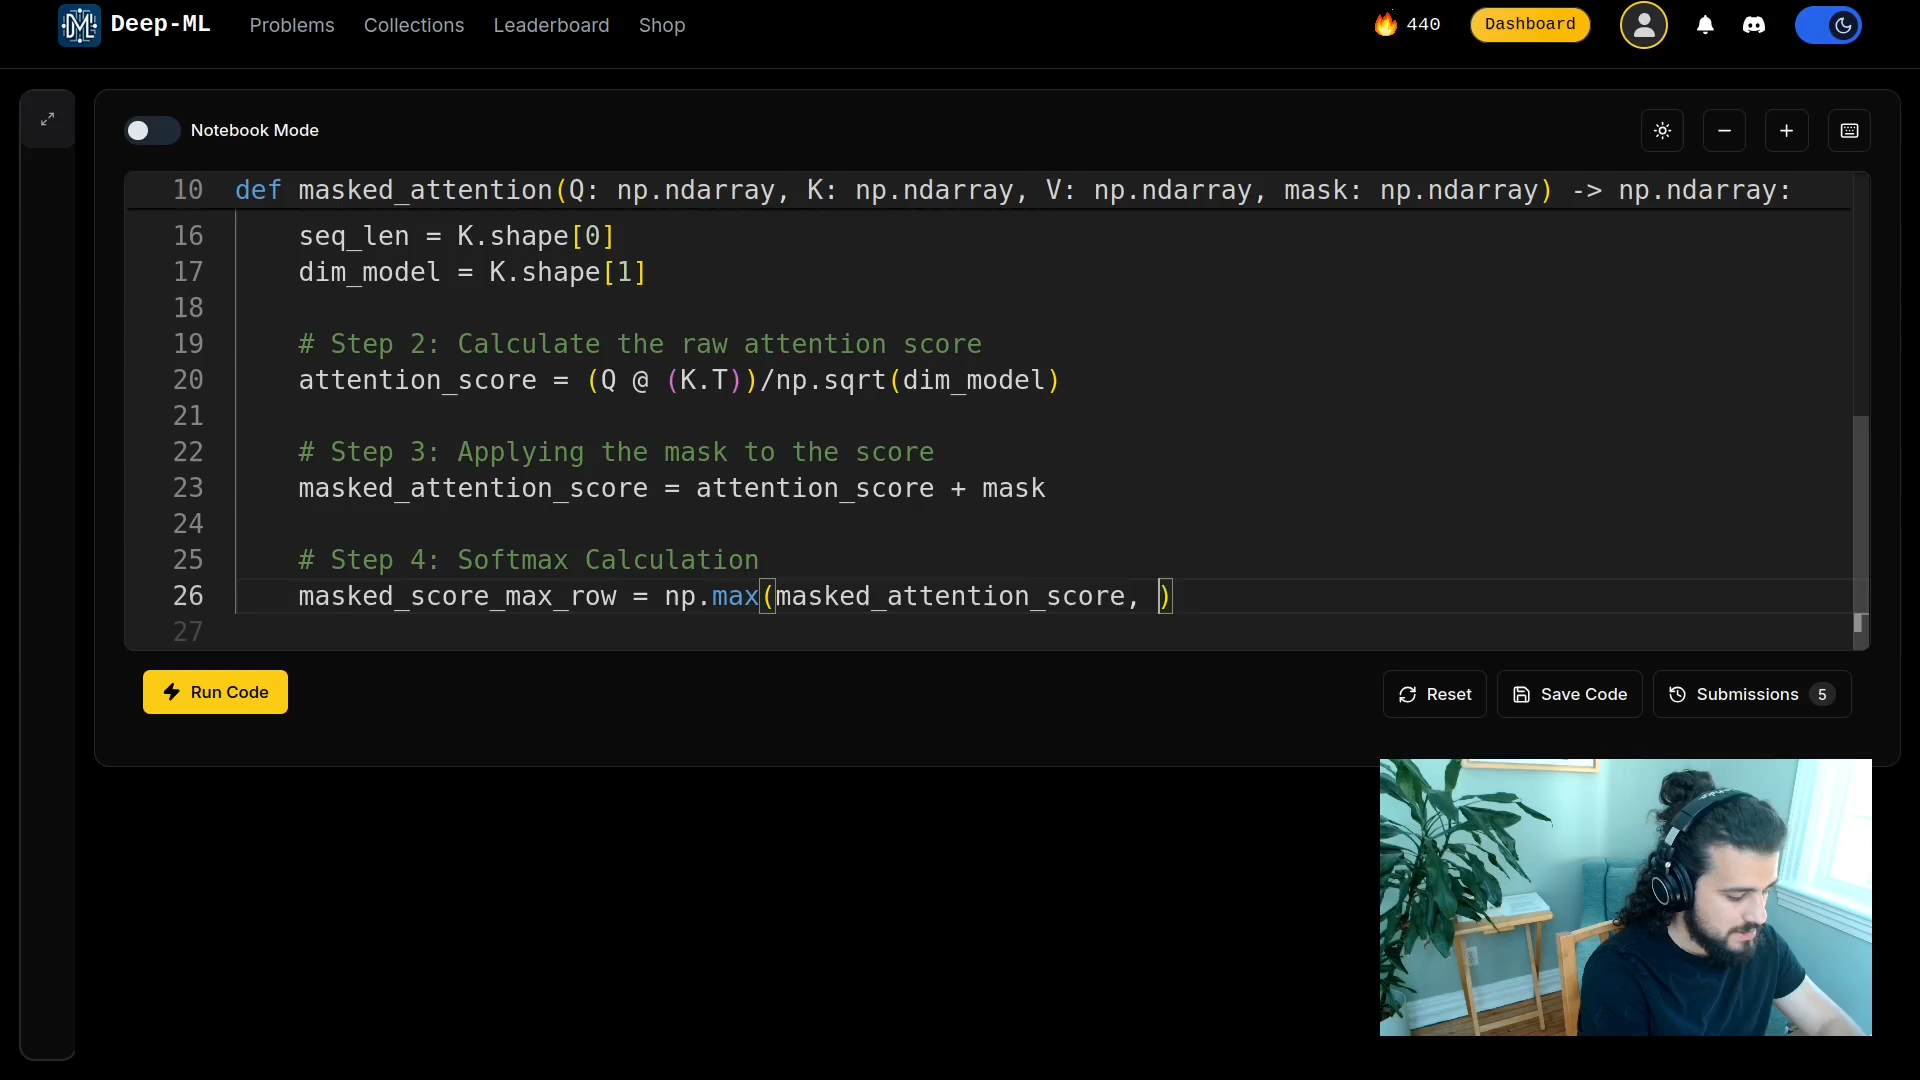 Deep-ML Problems Collections Leaderboard Shop 440 Dashboard
Notebook Mode
10 def masked_attention(Q: np.ndarray, K: np.ndarray, V: np.ndarray, mask: np.ndarray) -> np.ndarray:
16 seq_len = K.shape[0]
17 dim_model = K.shape[1]
18
19 # Step 2: Calculate the raw attention score
20 attention_score = (Q @ (K.T))/np.sqrt(dim_model)
21
22 # Step 3: Applying the mask to the score
23 masked_attention_score = attention_score + mask
24
25 # Step 4: Softmax Calculation
26 masked_score_max_row = np.max(masked_attention_score, )
27
Run Code Reset Save Code Submissions 5